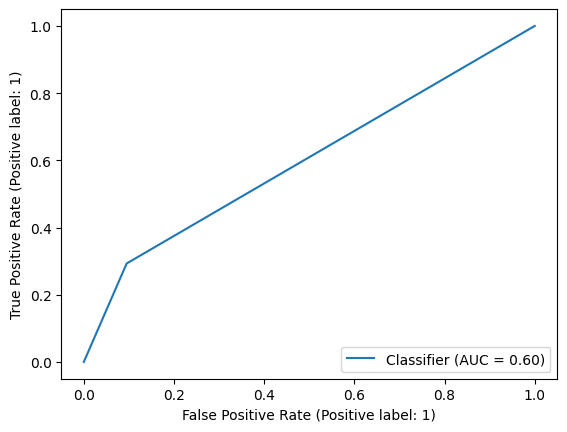 True Positive Rate (Positive label: 1)
1.0
0.8
0.6
0.4
0.2
0.0
Classifier (AUC = 0.60)
0.0 0.2 0.4 0.6 0.8 1.0
False Positive Rate (Positive label: 1)